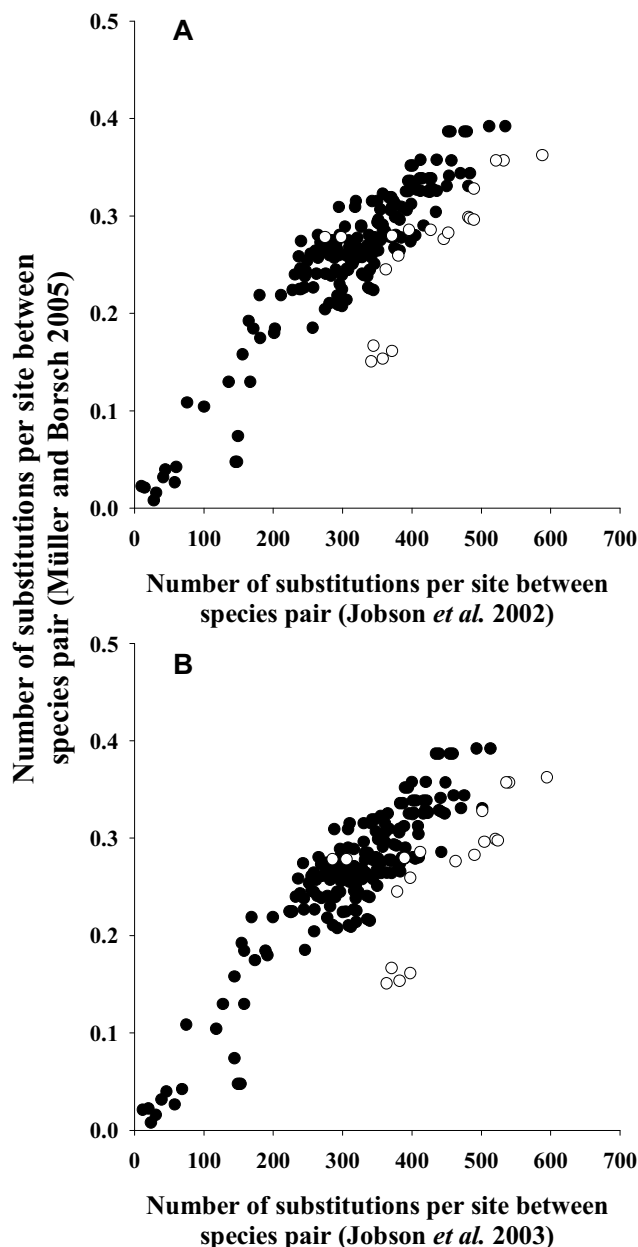 Number of substitutions per site between
species pair (Müller and Borsch 2005)
A
0.5
0.4
0.3
0.2
0.1
0.0
0 100 200 300 400 500 600 700
Number of substitutions per site between
species pair (Jobson et al. 2002)
B
0.5
0.4
0.3
0.2
0.1
0.0
0 100 200 300 400 500 600 700
Number of substitutions per site between
species pair (Jobson et al. 2003)